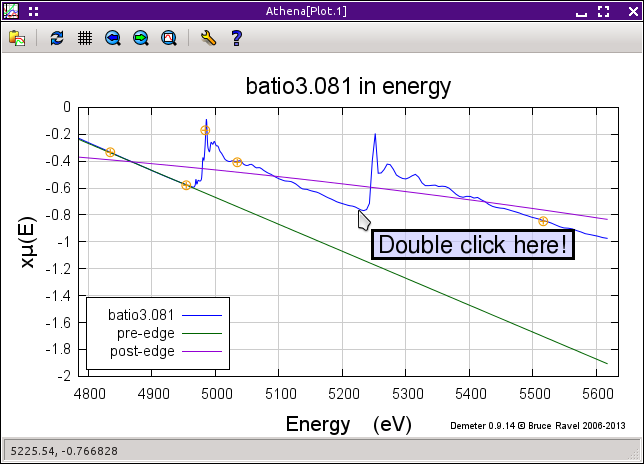 Athena[Plot.1]
batio3.081 in energy
0
-0.2
-0.4
-0.6
-0.8
-1
-1.2
-1.4
-1.6
-1.8
-2
xμ(E)
Double click here!
batio3.081
pre-edge
post-edge
4800 4900 5000 5100 5200 5300 5400 5500 5600
Energy (eV)
Demeter 0.9.14 © Bruce Ravel 2006-2013
5225.54, -0.766828